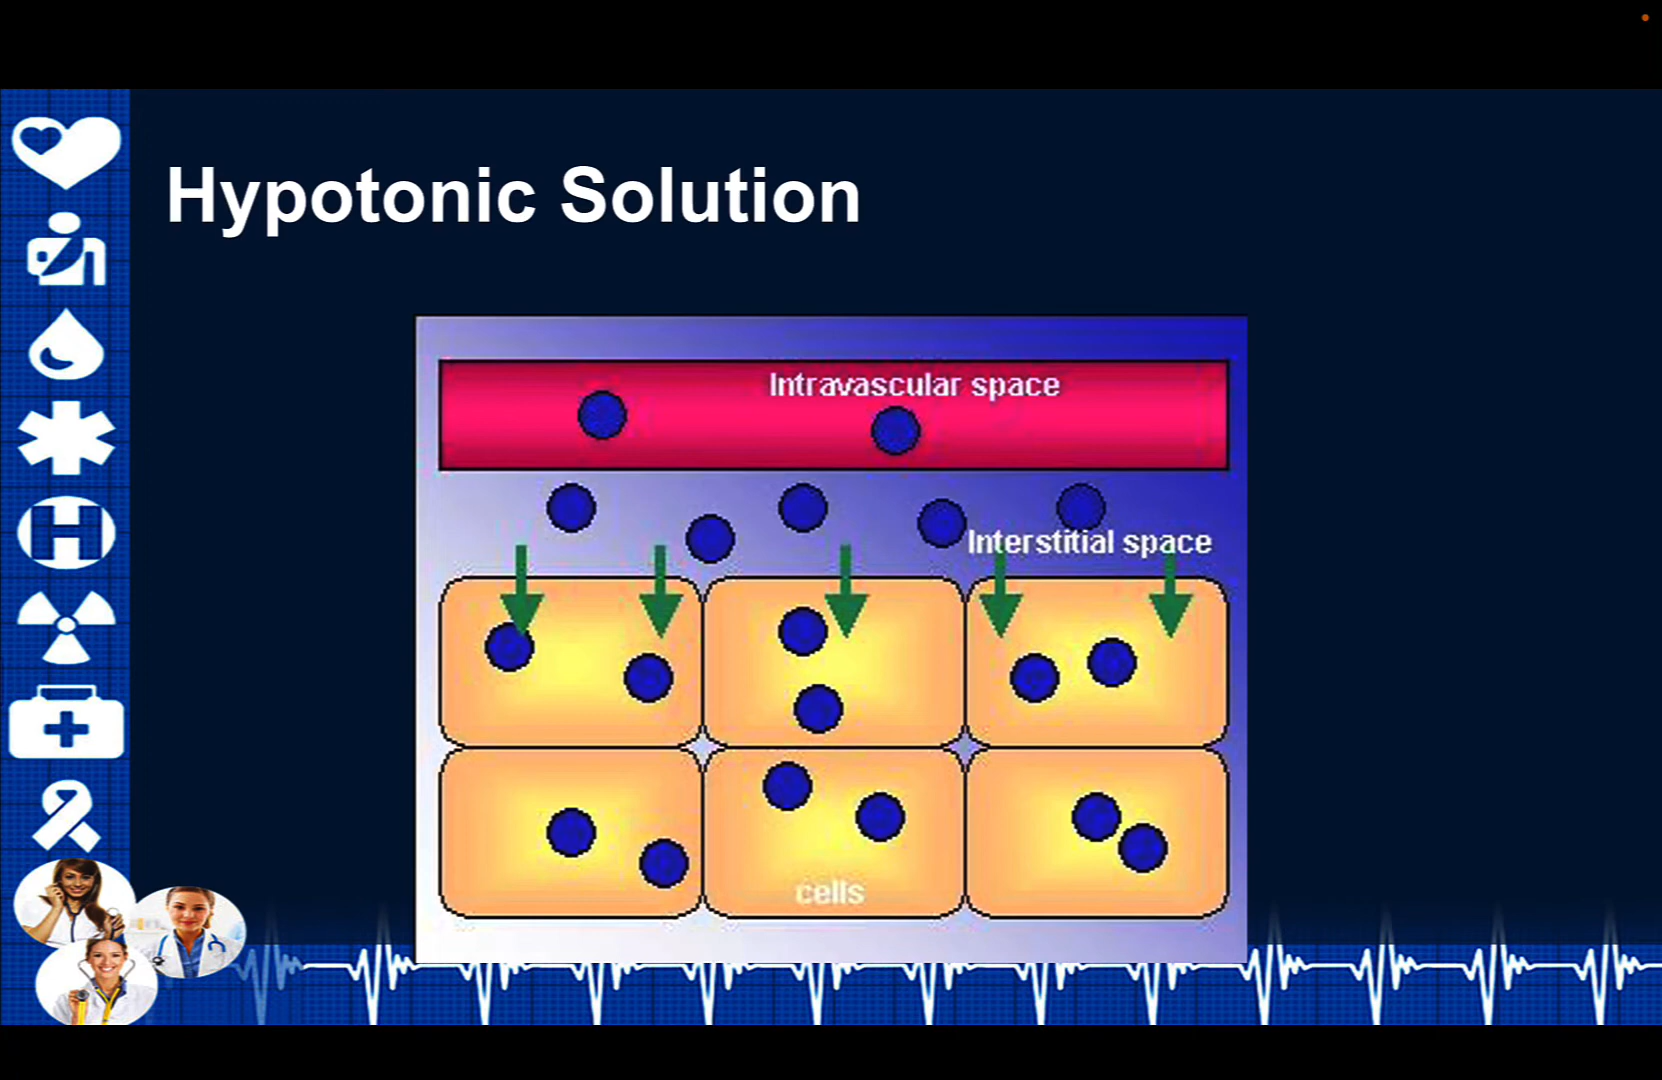 Hypotonic Solution
Intravascular space
Interstitial space
cells